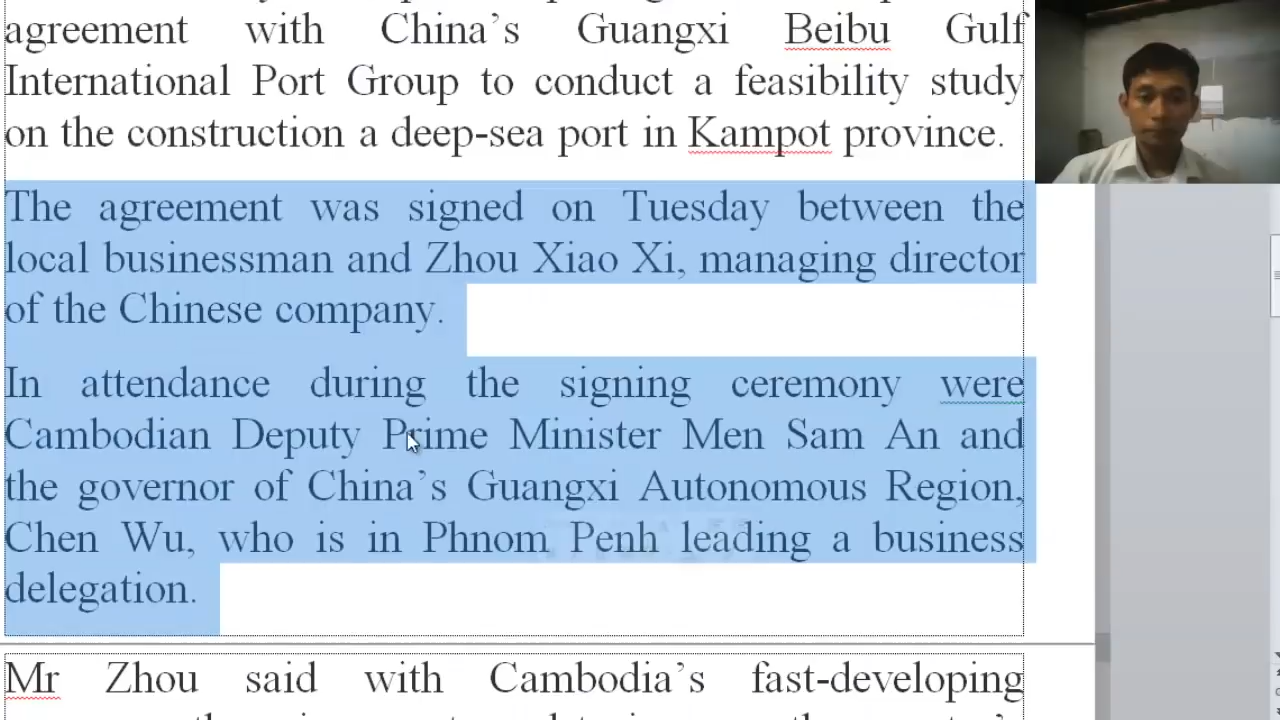 agreement with China’s Guangxi Beibu Gulf
International Port Group to conduct a feasibility study
on the construction a deep-sea port in Kampot province.
The agreement was signed on Tuesday between the
local businessman and Zhou Xiao Xi, managing director
of the Chinese company.
In attendance during the signing ceremony were
Cambodian Deputy Prime Minister Men Sam An and
the governor of China’s Guangxi Autonomous Region,
Chen Wu, who is in Phnom Penh leading a business
delegation.
Mr Zhou said with Cambodia’s fast-developing